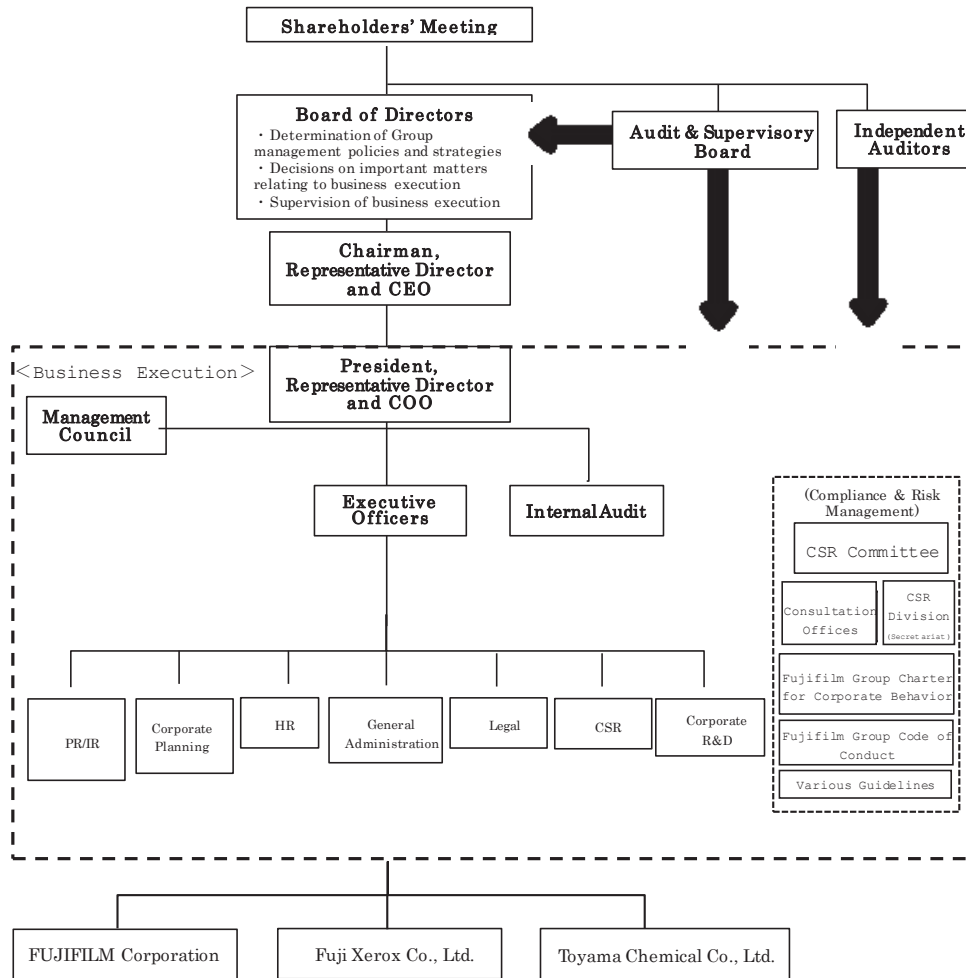 Shareholders' Meeting
Board of Directors
・Determination of Group
management policies and strategies
・Decisions on important matters
relating to business execution
・Supervision of business execution
Audit & Supervisory
Board
Independent
Auditors
Chairman,
Representative Director
and CEO
<Business Execution>
President,
Representative Director
and COO
Management
Council
Executive
Officers
Internal Audit
(Compliance & Risk
Management)
CSR Committee
Consultation
Offices
CSR
Division
(Secretariat)
Fujifilm Group Charter
for Corporate Behavior
Fujifilm Group Code of
Conduct
Various Guidelines
PR/IR
Corporate
Planning
HR
General
Administration
Legal
CSR
Corporate
R&D
FUJIFILM Corporation
Fuji Xerox Co., Ltd.
Toyama Chemical Co., Ltd.